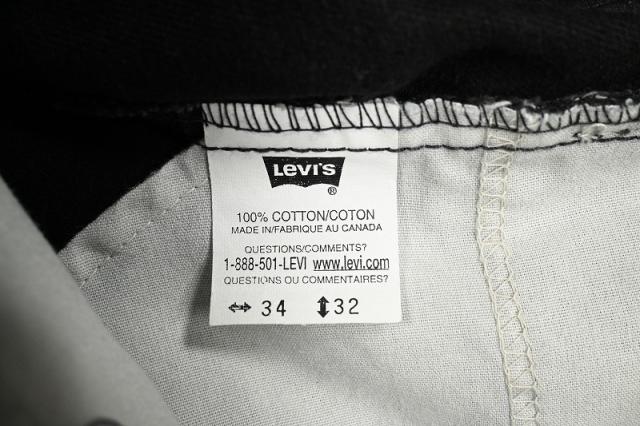 LEVI'S
®
100% COTTON/COTON
MADE IN/FABRIQUE AU CANADA
QUESTIONS/COMMENTS?
1-888-501-LEVI www.levi.com
QUESTIONS OU COMMENTAIRES?
↔ 34 ↕ 32